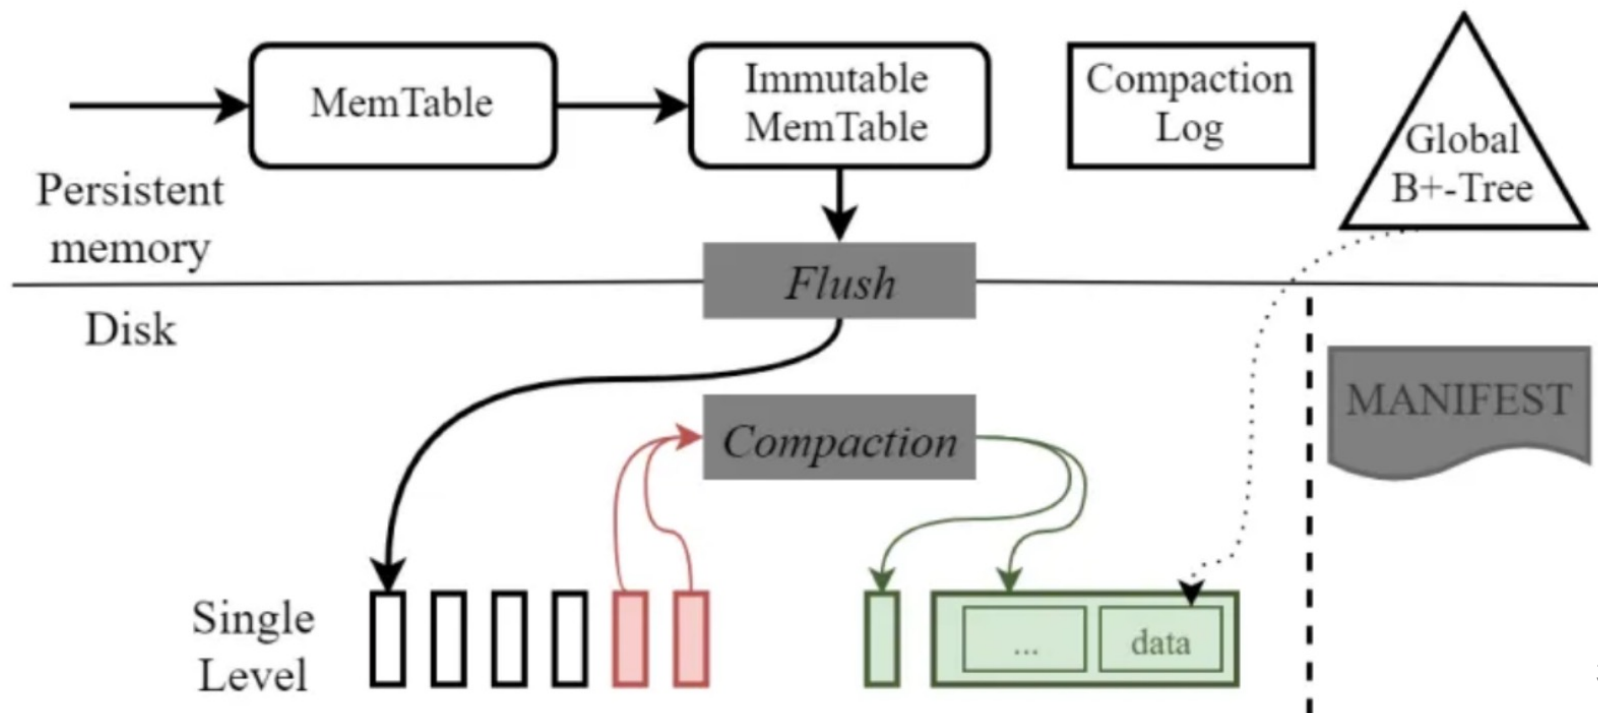 MemTable
Immutable
MemTable
Compaction
Log
Global
B+-Tree
Persistent
memory
Flush
Disk
MANIFEST
Compaction
Single
Level
...
data